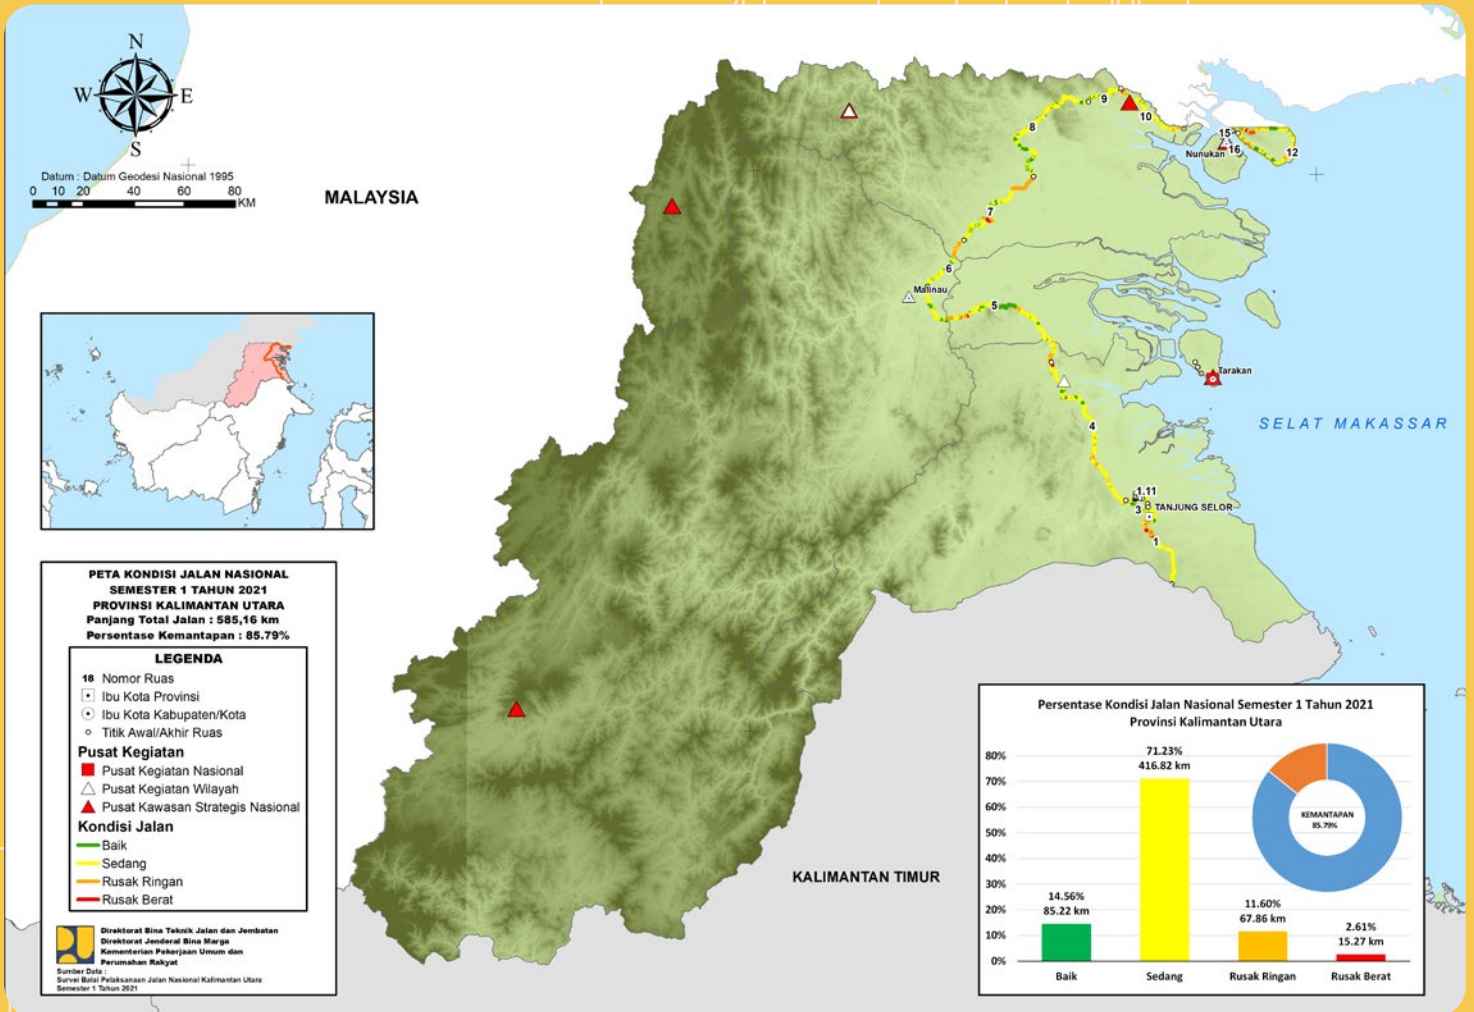 N
W
E
S
Datum : Datum Geodesi Nasional 1995
0 10 20 40 60 80
KM
MALAYSIA
9
10
8
15
16
Nunukan
12
7
6
Malinau
5
Tarakan
SELAT MAKASSAR
4
1.11
3
TANJUNG SELOR
1
KALIMANTAN TIMUR
PETA KONDISI JALAN NASIONAL
SEMESTER 1 TAHUN 2021
PROVINSI KALIMANTAN UTARA
Panjang Total Jalan : 585,16 km
Persentase Kemantapan : 85.79%
LEGENDA
18 Nomor Ruas
Ibu Kota Provinsi
Ibu Kota Kabupaten/Kota
Titik Awal/Akhir Ruas
Pusat Kegiatan
Pusat Kegiatan Nasional
Pusat Kegiatan Wilayah
Pusat Kawasan Strategis Nasional
Kondisi Jalan
Baik
Sedang
Rusak Ringan
Rusak Berat
Direktorat Bina Teknik Jalan dan Jembatan
Direktorat Jenderal Bina Marga
Kementerian Pekerjaan Umum dan
Perumahan Rakyat
Sumber Data :
Survei Balai Pelaksanaan Jalan Nasional Kalimantan Utara
Semester 1 Tahun 2021
Persentase Kondisi Jalan Nasional Semester 1 Tahun 2021
Provinsi Kalimantan Utara
80%
70%
60%
50%
40%
30%
20%
10%
0%
14.56%
85.22 km
71.23%
416.82 km
11.60%
67.86 km
2.61%
15.27 km
Baik
Sedang
Rusak Ringan
Rusak Berat
KEMANTAPAN
85.79%